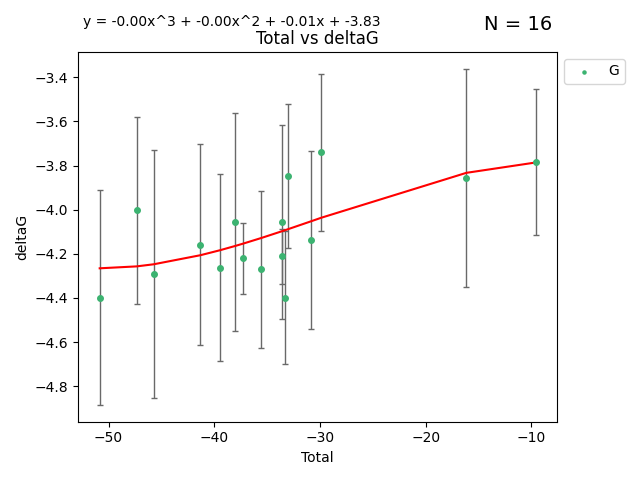 y = -0.00x^3 + -0.00x^2 + -0.01x + -3.83
N = 16
Total vs deltaG
G
deltaG
−3.4
−3.6
−3.8
−4.0
−4.2
−4.4
−4.6
−4.8
−50
−40
−30
−20
−10
Total